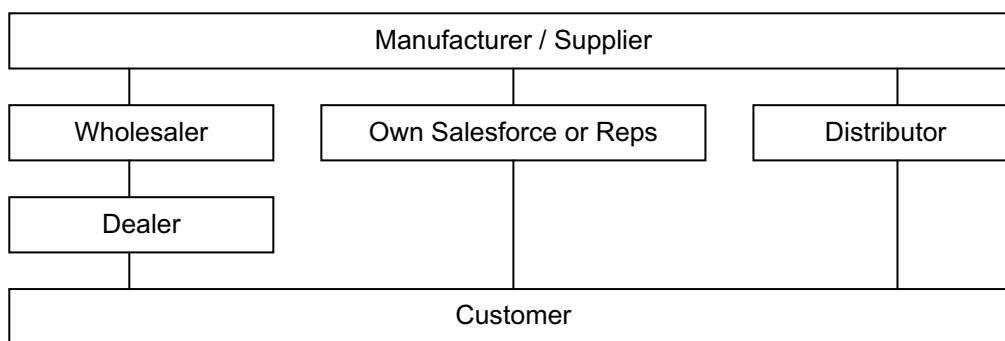 Manufacturer / Supplier
Wholesaler
Own Salesforce or Reps
Distributor
Dealer
Customer